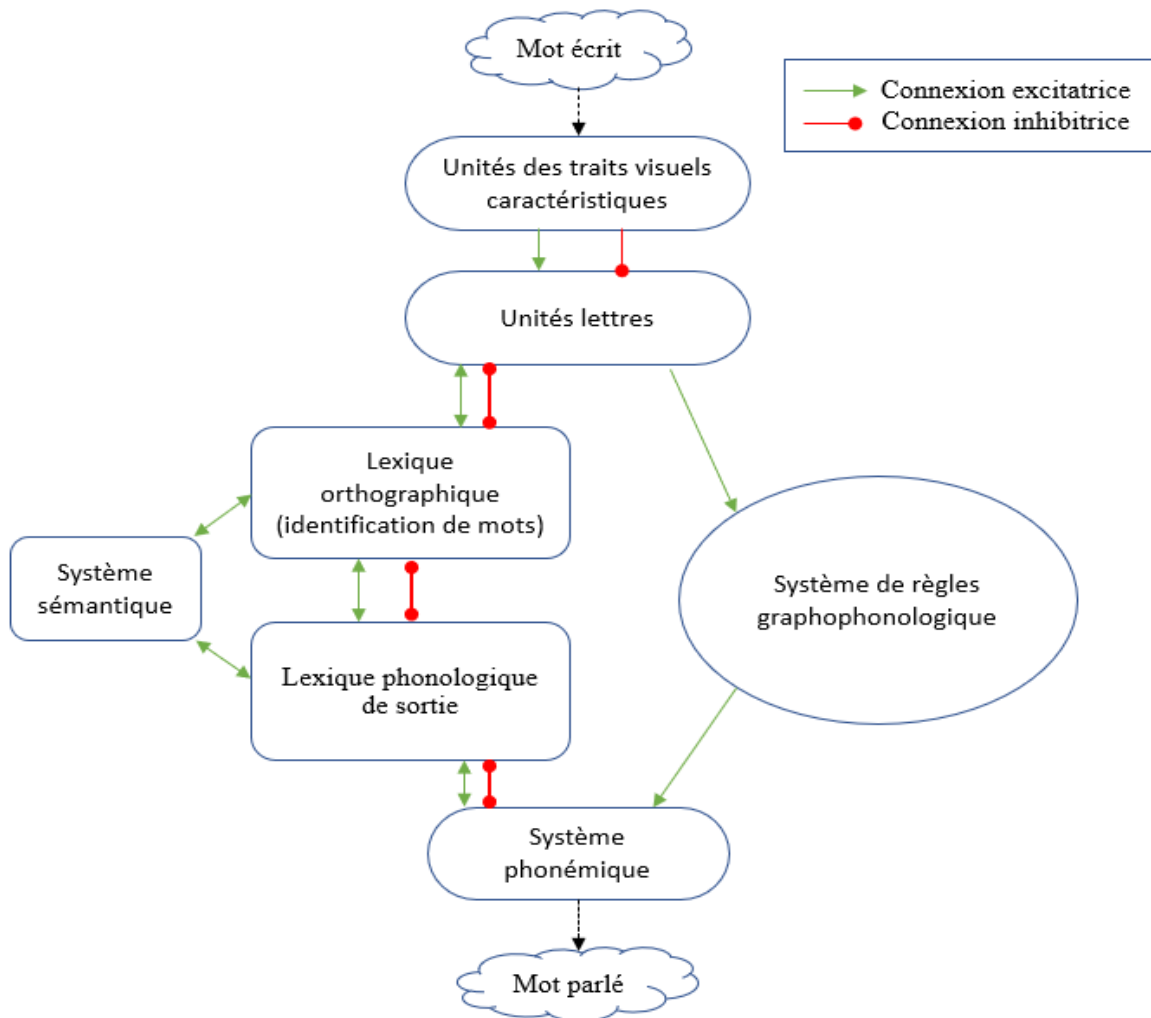 Mot écrit
Connexion excitatrice
Connexion inhibitrice
Unités des traits visuels
caractéristiques
Unités lettres
Lexique
orthographique
(identification de mots)
Système
sémantique
Système de règles
graphophonologique
Lexique phonologique
de sortie
Système
phonémique
Mot parlé